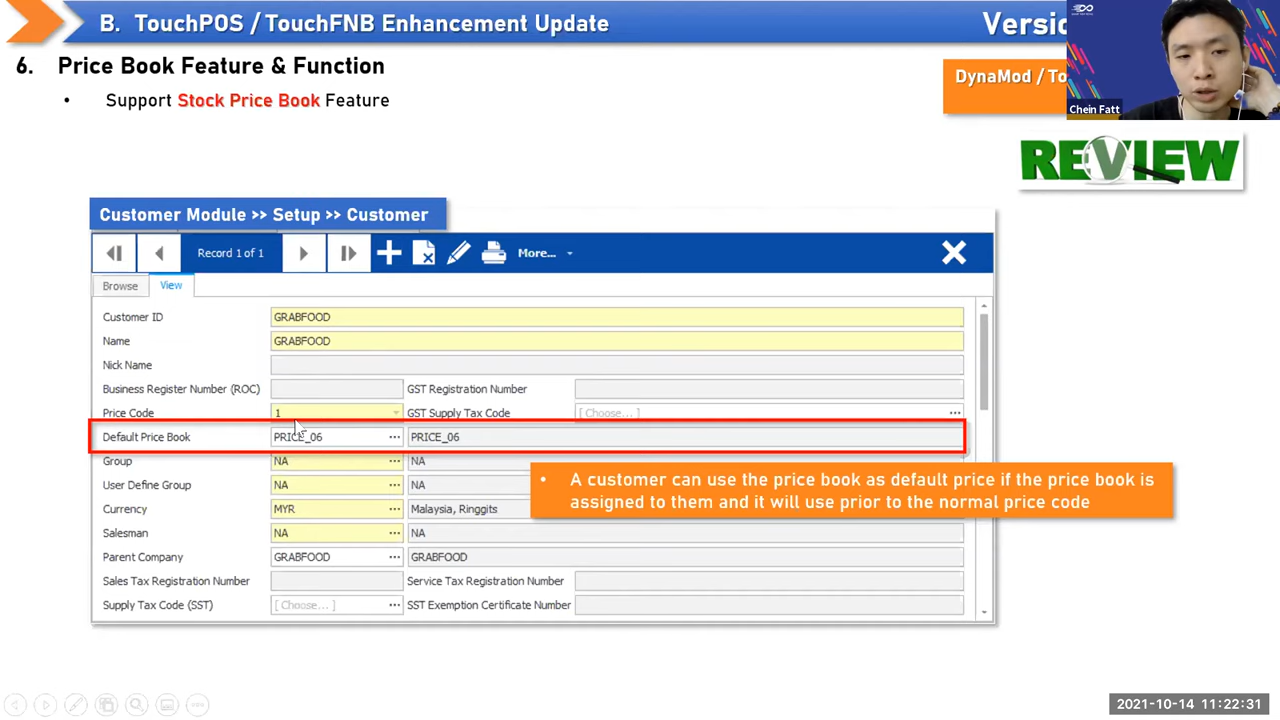 B. TouchPOS / TouchFNB Enhancement Update
Versio
6. Price Book Feature & Function
• Support Stock Price Book Feature
DynaMod / To
Chein Fatt
REVIEW
Customer Module >> Setup >> Customer
Record 1 of 1
More...
Browse View
Customer ID GRABFOOD
Name GRABFOOD
Nick Name
Business Register Number (ROC) GST Registration Number
Price Code 1 GST Supply Tax Code [ Choose... ] ...
Default Price Book PRICE_06 ... PRICE_06
Group NA ... NA
User Define Group NA ... NA
Currency MYR ... Malaysia, Ringgits
Salesman NA ... NA
Parent Company GRABFOOD ... GRABFOOD
Sales Tax Registration Number Service Tax Registration Number
Supply Tax Code (SST) [ Choose... ] ... SST Exemption Certificate Number
• A customer can use the price book as default price if the price book is
assigned to them and it will use prior to the normal price code
2021-10-14 11:22:31